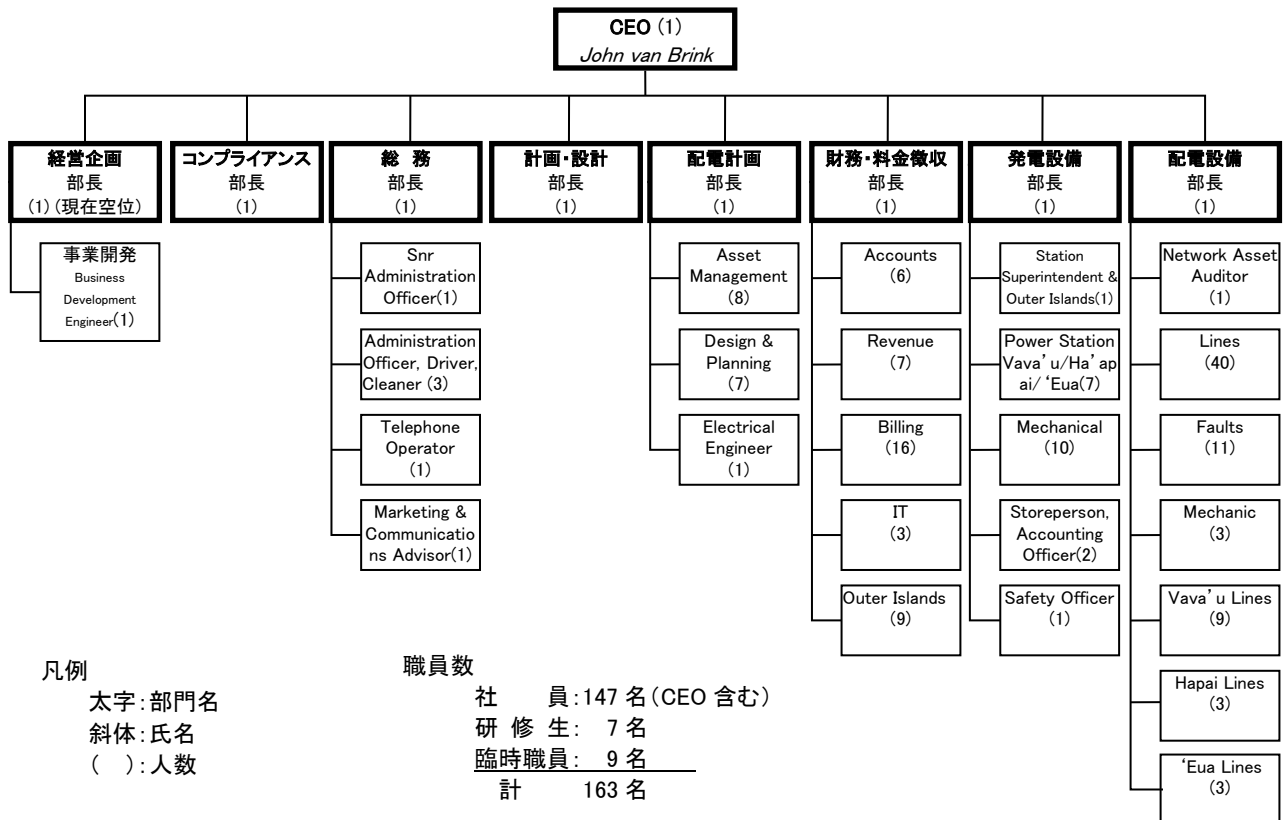 CEO (1)
John van Brink
経営企画
部長
(1) (現在空位)
コンプライアンス
部長
(1)
総 務
部長
(1)
計画・設計
部長
(1)
配電計画
部長
(1)
財務・料金徴収
部長
(1)
発電設備
部長
(1)
配電設備
部長
(1)
事業開発
Business
Development
Engineer(1)
Snr
Administration
Officer(1)
Administration
Officer, Driver,
Cleaner (3)
Telephone
Operator
(1)
Marketing &
Communicatio
ns Advisor(1)
Asset
Management
(8)
Design &
Planning
(7)
Electrical
Engineer
(1)
Accounts
(6)
Revenue
(7)
Billing
(16)
IT
(3)
Outer Islands
(9)
Station
Superintendent &
Outer Islands(1)
Power Station
Vava’u/Ha’ap
ai/ ‘Eua(7)
Mechanical
(10)
Storeperson,
Accounting
Officer(2)
Safety Officer
(1)
Network Asset
Auditor
(1)
Lines
(40)
Faults
(11)
Mechanic
(3)
Vava’u Lines
(9)
Hapai Lines
(3)
‘Eua Lines
(3)
凡例
太字:部門名
斜体:氏名
( ):人数
職員数
社 員:147 名(CEO 含む)
研 修 生: 7 名
臨時職員: 9 名
計 163 名